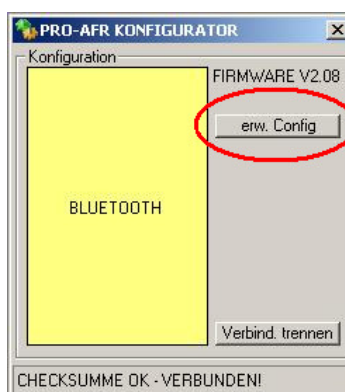 PRO-AFR KONFIGURATOR
Konfiguration
FIRMWARE V2.08
erw. Config
BLUETOOTH
Verbind. trennen
CHECKSUMME OK - VERBUNDEN!